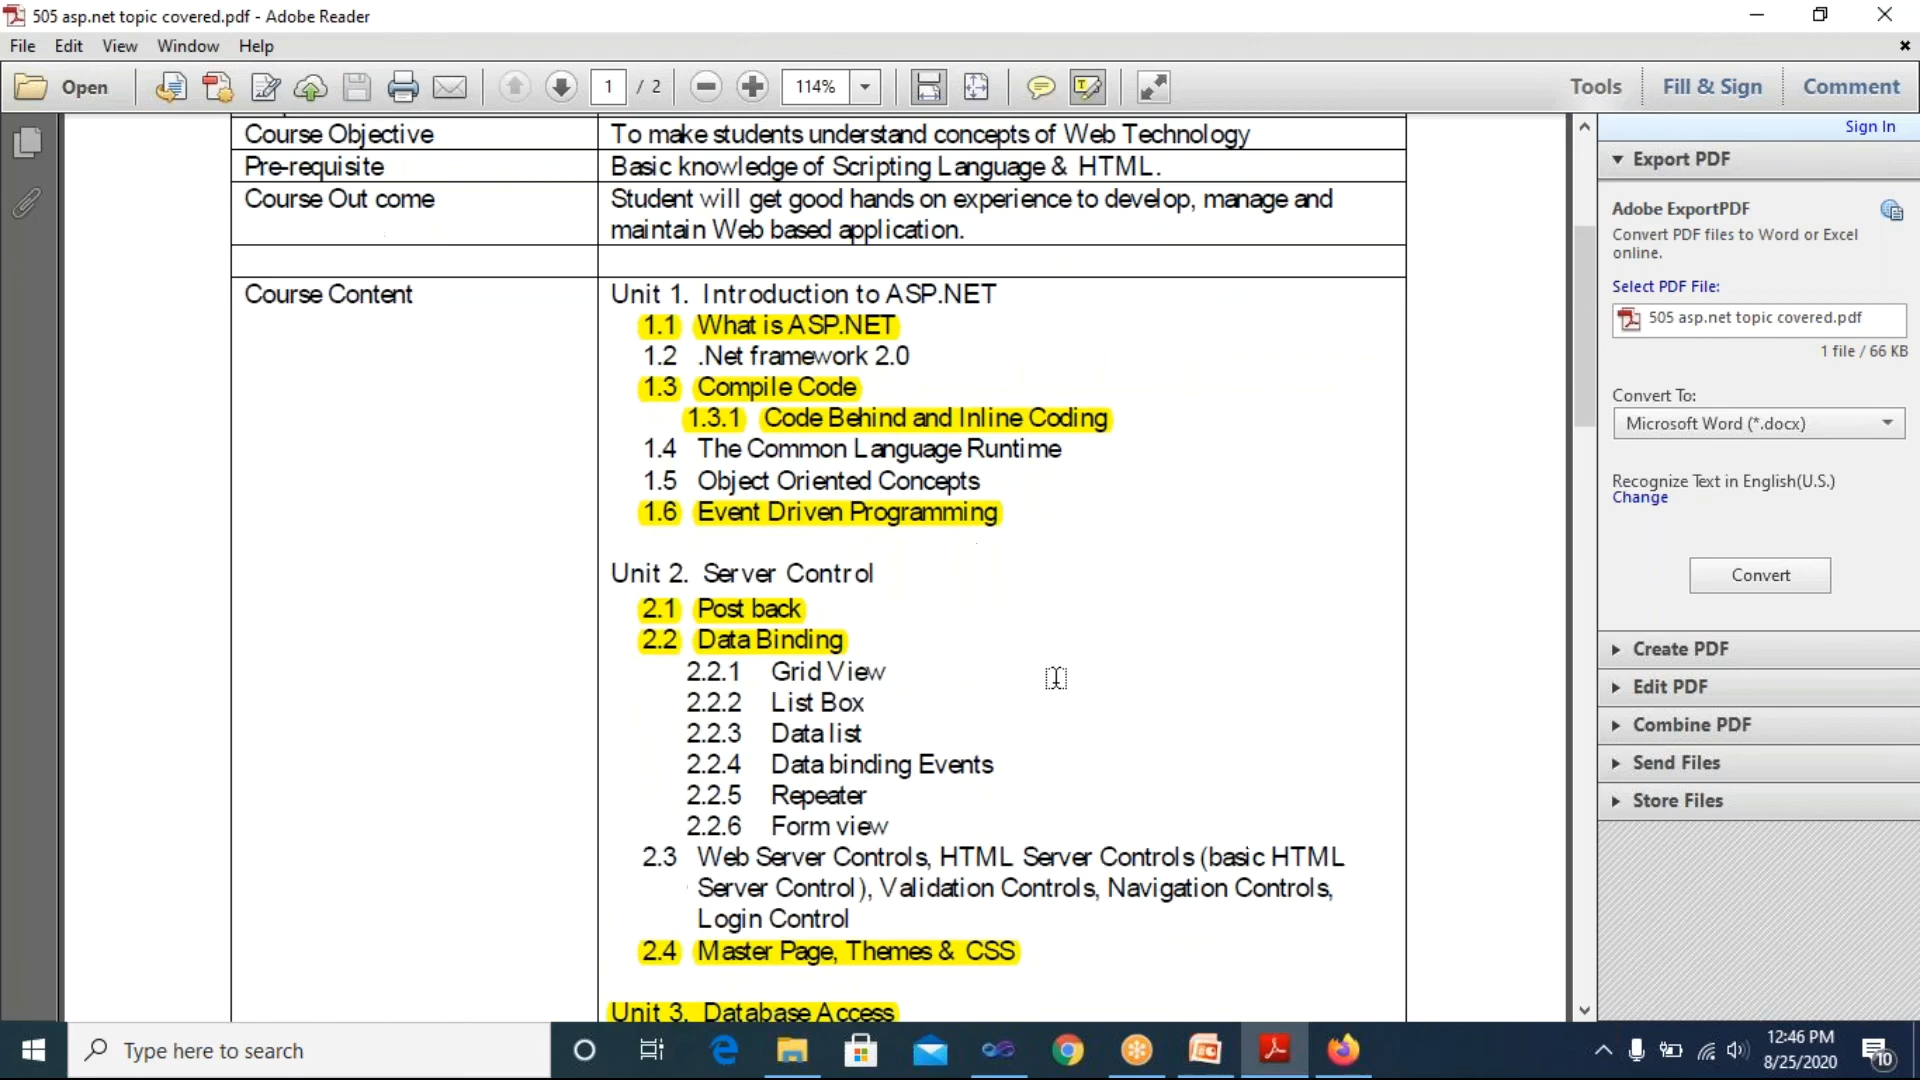 505 asp.net topic covered.pdf - Adobe Reader
File Edit View Window Help
Open 1 / 2 114% Tools Fill & Sign Comment
Sign In
Course Objective To make students understand concepts of Web Technology
Pre-requisite Basic knowledge of Scripting Language & HTML.
Course Out come Student will get good hands on experience to develop, manage and
maintain Web based application.
Course Content Unit 1. Introduction to ASP.NET
1.1 What is ASP.NET
1.2 .Net framework 2.0
1.3 Compile Code
1.3.1 Code Behind and Inline Coding
1.4 The Common Language Runtime
1.5 Object Oriented Concepts
1.6 Event Driven Programming
Unit 2. Server Control
2.1 Post back
2.2 Data Binding
2.2.1 Grid View
2.2.2 List Box
2.2.3 Data list
2.2.4 Data binding Events
2.2.5 Repeater
2.2.6 Form view
2.3 Web Server Controls, HTML Server Controls (basic HTML
Server Control), Validation Controls, Navigation Controls,
Login Control
2.4 Master Page, Themes & CSS
Unit 3. Database Access
Export PDF
Adobe ExportPDF
Convert PDF files to Word or Excel
online.
Select PDF File:
505 asp.net topic covered.pdf
1 file / 66 KB
Convert To:
Microsoft Word (*.docx)
Recognize Text in English(U.S.)
Change
Convert
Create PDF
Edit PDF
Combine PDF
Send Files
Store Files
Type here to search
12:46 PM
8/25/2020
10